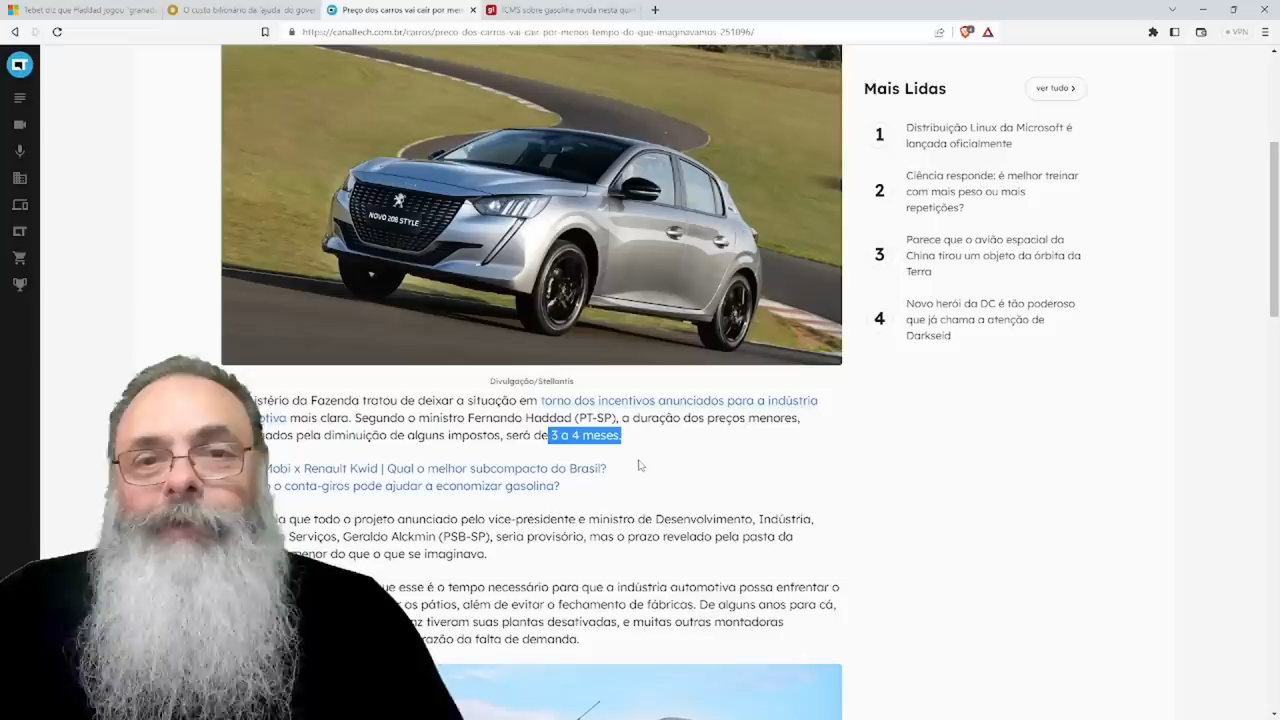 Tebet diz que Haddad jogou "granada
O custo bilionário da 'ajuda' do gover
Preço dos carros vai cair por men
ICMS sobre gasolina muda nesta qu
https://canaltech.com.br/carros/preco-dos-carros-vai-cair-por-menos-tempo-do-que-imaginavamos-251096/
VPN
Mais Lidas
ver tudo
1
Distribuição Linux da Microsoft é
lançada oficialmente
2
Ciência responde: é melhor treinar
com mais peso ou mais
repetições?
3
Parece que o avião espacial da
China tirou um objeto da órbita da
Terra
4
Novo herói da DC é tão poderoso
que já chama a atenção de
Darkseid
NOVO 208 STYLE
Divulgação/Stellantis
istério da Fazenda tratou de deixar a situação em torno dos incentivos anunciados para a indústria
otiva mais clara. Segundo o ministro Fernando Haddad (PT-SP), a duração dos preços menores,
nados pela diminuição de alguns impostos, será de 3 a 4 meses.
Mobi x Renault Kwid | Qual o melhor subcompacto do Brasil?
o conta-giros pode ajudar a economizar gasolina?
ia que todo o projeto anunciado pelo vice-presidente e ministro de Desenvolvimento, Indústria,
Serviços, Geraldo Alckmin (PSB-SP), seria provisório, mas o prazo revelado pela pasta da
menor do que o que se imaginava.
ue esse é o tempo necessário para que a indústria automotiva possa enfrentar o
os pátios, além de evitar o fechamento de fábricas. De alguns anos para cá,
az tiveram suas plantas desativadas, e muitas outras montadoras
razão da falta de demanda.